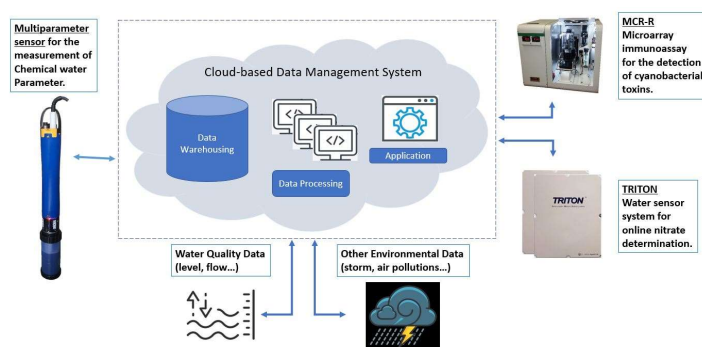 Multiparameter
sensor for the
measurement of
Chemical water
Parameter.
Cloud-based Data Management System
Data
Warehousing
</>
</>
</>
Data Processing
Application
MCR-R
Microarray
immunoassay
for the detection
of cyanobacterial
toxins.
TRITON
TRITON
Water sensor
system for
online nitrate
determination.
Water Quality Data
(level, flow...)
Other Environmental Data
(storm, air pollutions...)